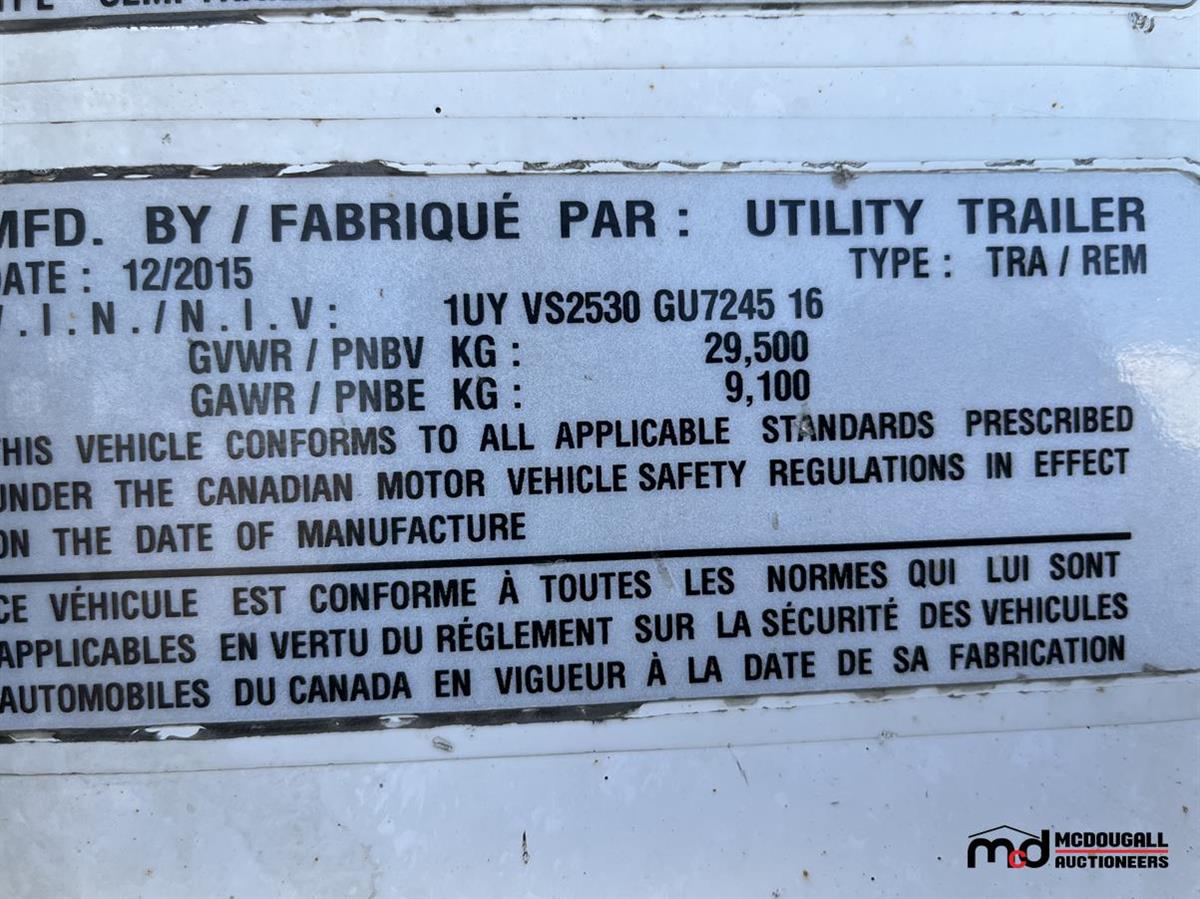 MFD. BY / FABRIQUÉ PAR : UTILITY TRAILER
DATE : 12/2015 TYPE : TRA / REM
V.I.N./N.I.V: 1UY VS2530 GU7245 16
GVWR / PNBV KG : 29,500
GAWR / PNBE KG : 9,100
THIS VEHICLE CONFORMS TO ALL APPLICABLE STANDARDS PRESCRIBED
UNDER THE CANADIAN MOTOR VEHICLE SAFETY REGULATIONS IN EFFECT
ON THE DATE OF MANUFACTURE
CE VÉHICULE EST CONFORME À TOUTES LES NORMES QUI LUI SONT
APPLICABLES EN VERTU DU RÉGLEMENT SUR LA SÉCURITÉ DES VEHICULES
AUTOMOBILES DU CANADA EN VIGUEUR À LA DATE DE SA FABRICATION
mcd MCDOUGALL
AUCTIONEERS